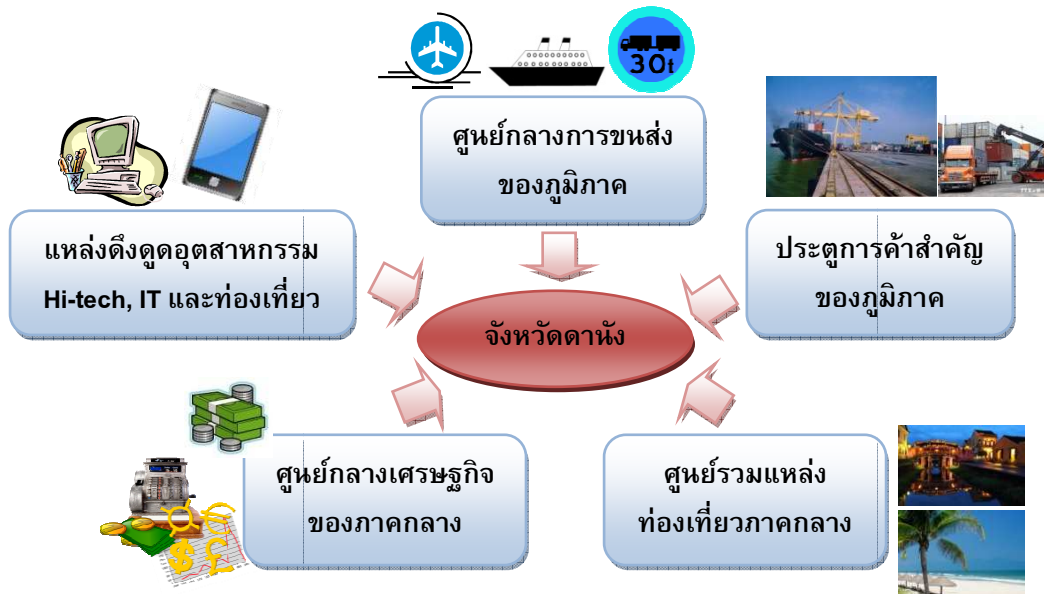 30t
ศูนย์กลางการขนส่ง
ของภูมิภาค
แหล่งดึงดูดอุตสาหกรรม
Hi-tech, IT และท่องเที่ยว
ประตูการค้าสำคัญ
ของภูมิภาค
จังหวัดดานัง
ศูนย์กลางเศรษฐกิจ
ของภาคกลาง
ศูนย์รวมแหล่ง
ท่องเที่ยวภาคกลาง